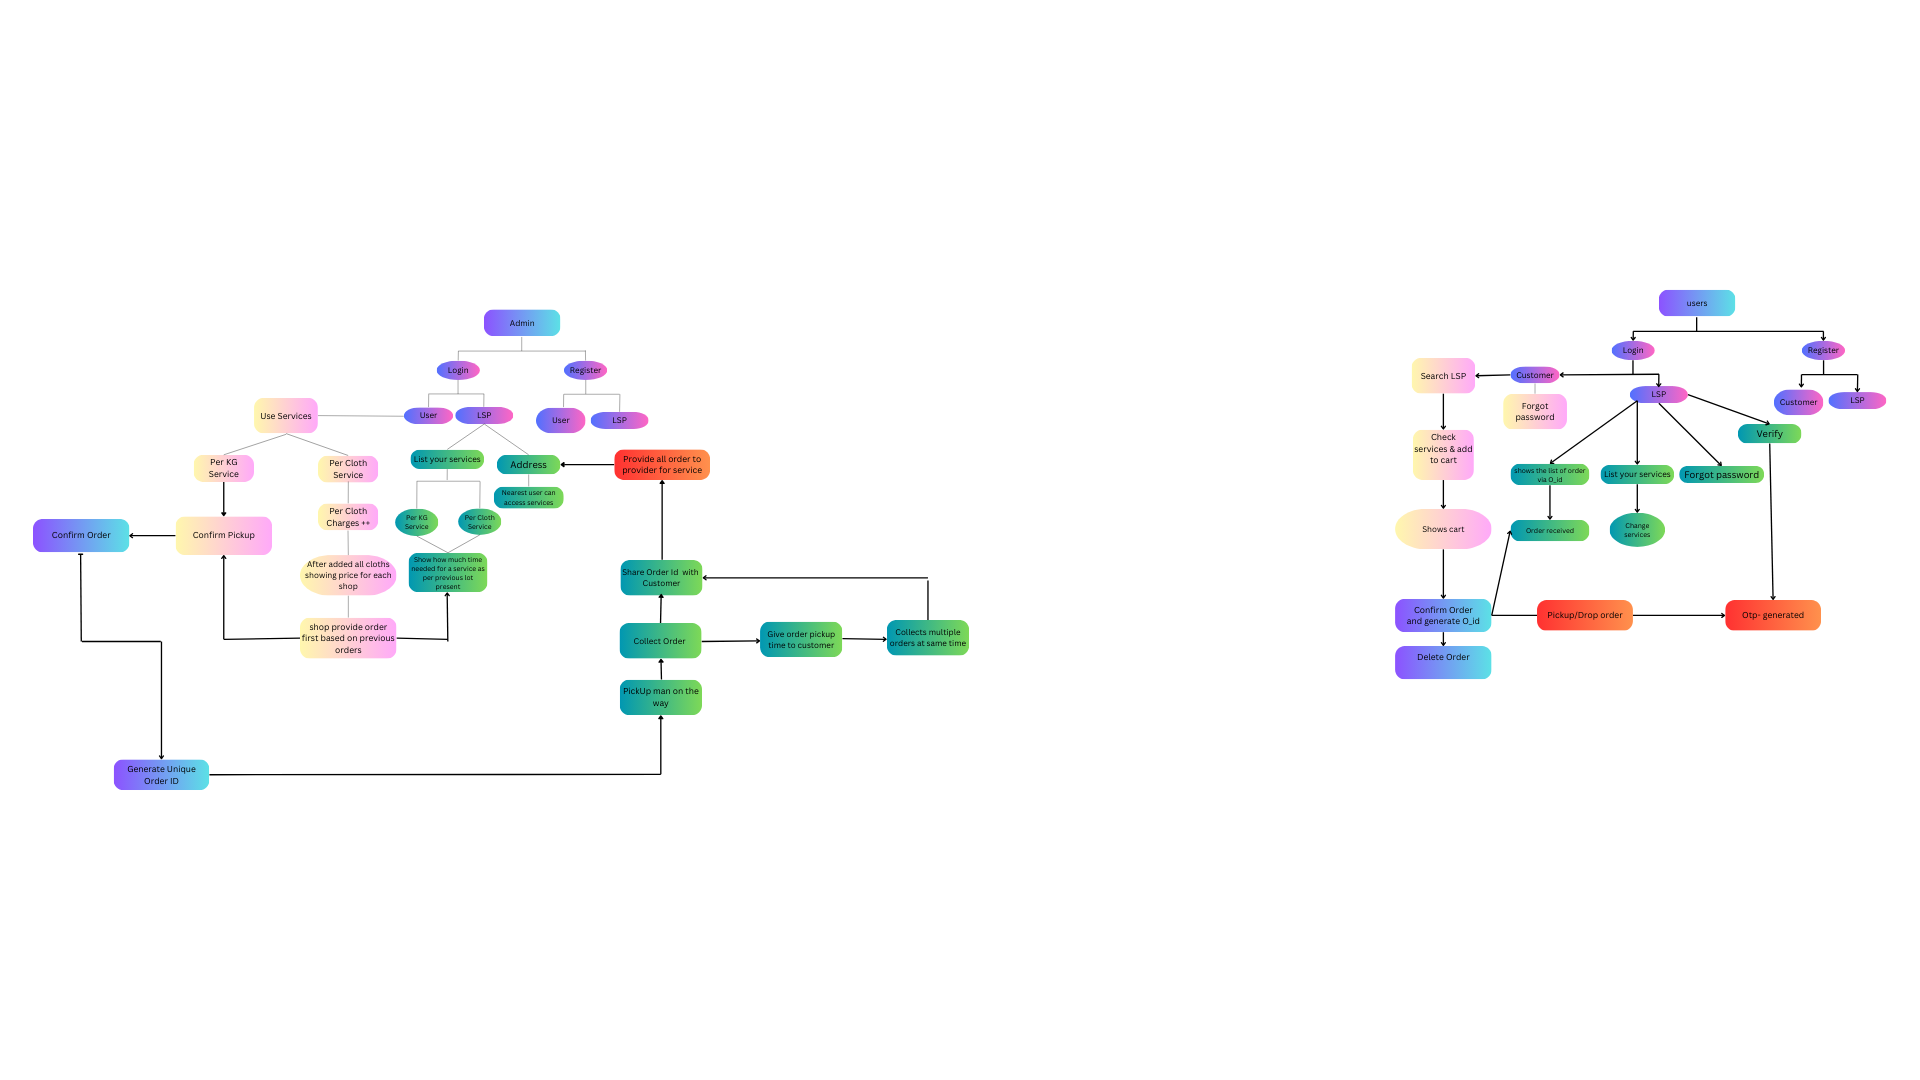 Admin
Login
Register
User
LSP
User
LSP
Use Services
Per KG
Service
Per Cloth
Service
Per Cloth
Charges ++
After added all cloths
showing price for each
shop
shop provide order
first based on previous
orders
Confirm Pickup
Confirm Order
Generate Unique
Order ID
List your services
Address
Nearest user can
access services
Per KG
Service
Per Cloth
Service
Show how much time
needed for a service as
per previous lot
present
Provide all order to
provider for service
Share Order Id with
Customer
Collect Order
Give order pickup
time to customer
Collects multiple
orders at same time
PickUp man on the
way
users
Login
Register
Customer
LSP
Customer
LSP
Search LSP
Forgot
password
Check
services & add
to cart
Shows cart
Confirm Order
and generate O_id
Delete Order
Verify
shows the list of order
via O_id
List your services
Forgot password
Order received
Change
services
Pickup/Drop order
Otp- generated